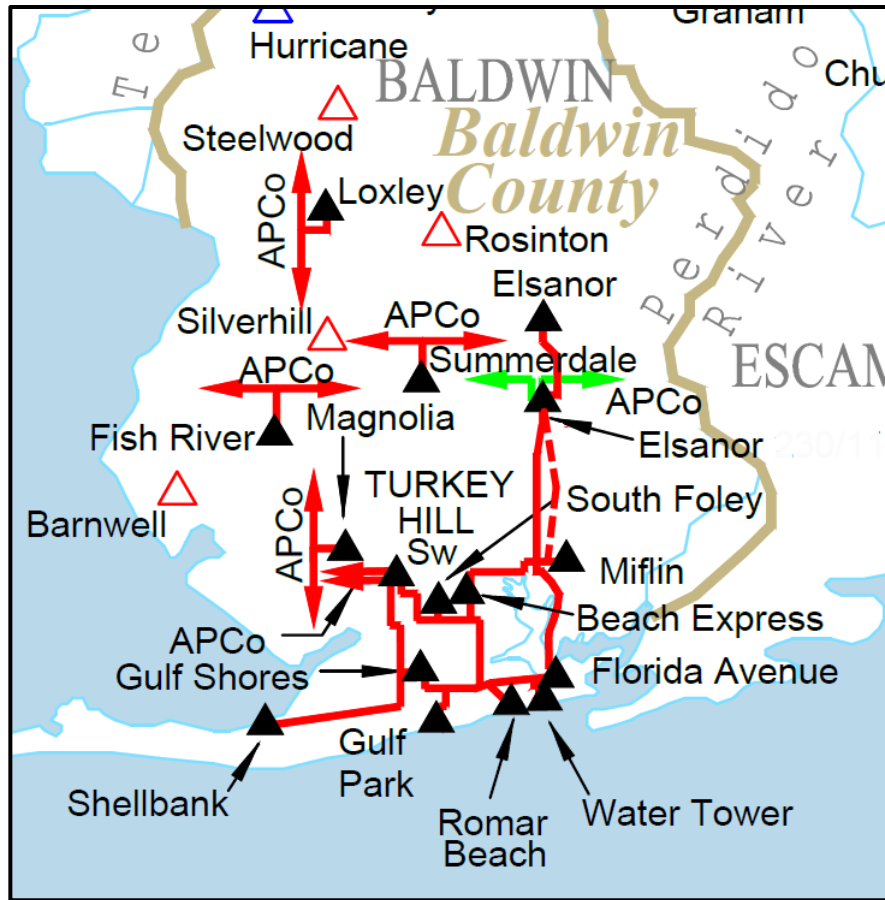 Graham
Te
Hurricane
BALDWIN
Chu
Perdido
River
Steelwood
Baldwin
County
Loxley
APCo
Rosinton
Elsanor
Silverhill
APCo
Summerdale
ESCAM
APCo
Magnolia
APCo
Fish River
Elsanor
230/11
TURKEY
HILL
Sw
South Foley
Barnwell
APCo
Miflin
Beach Express
APCo
Gulf Shores
Florida Avenue
Gulf
Park
Shellbank
Water Tower
Romar
Beach